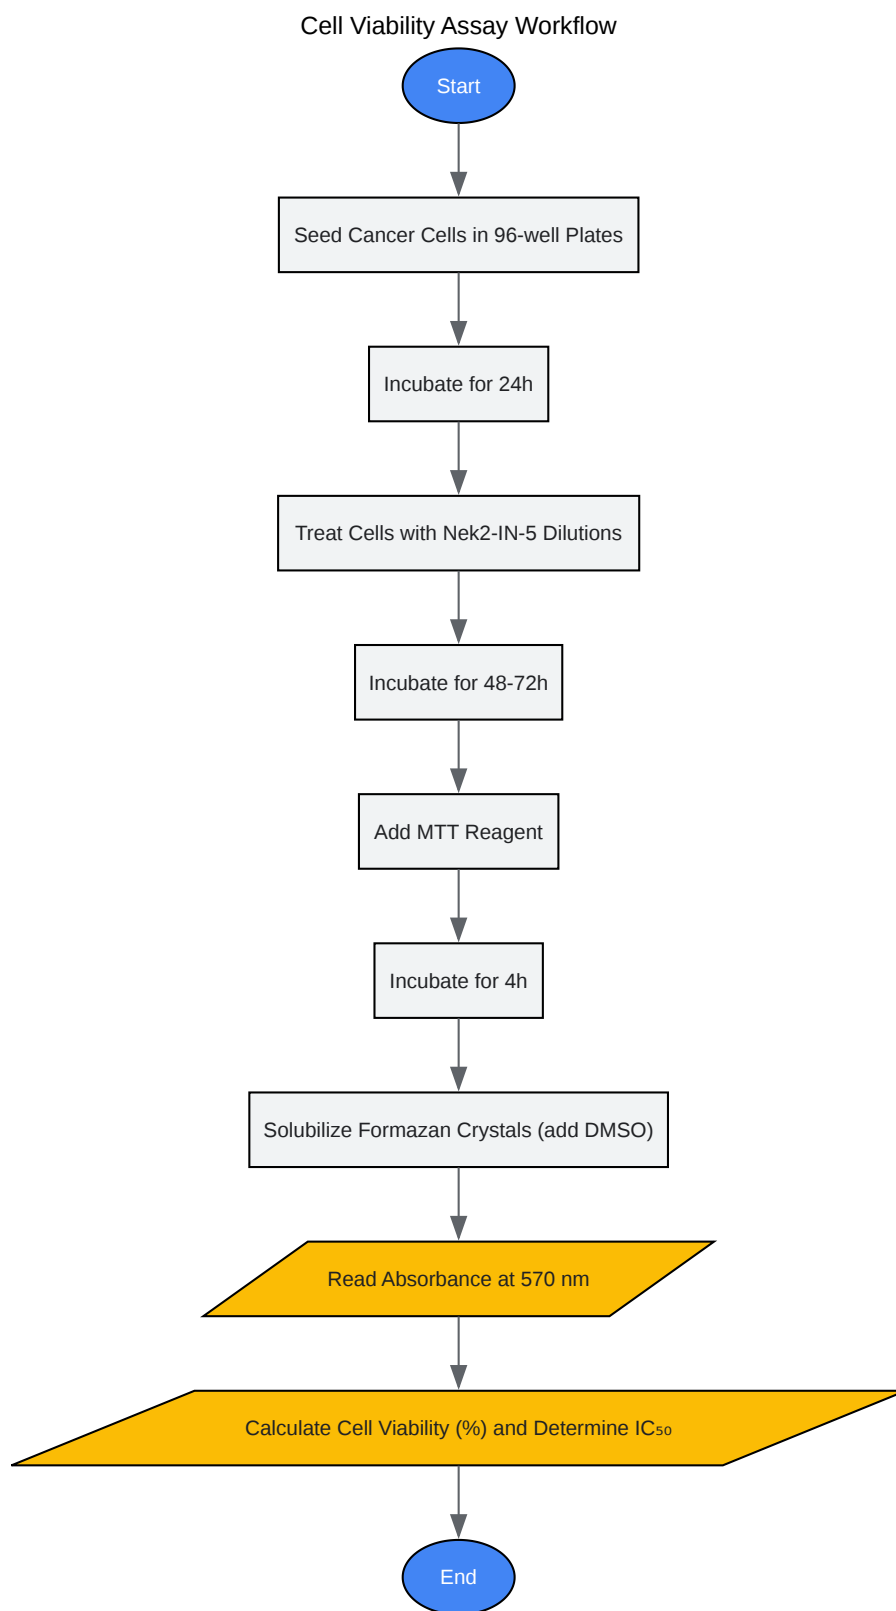 Cell Viability Assay Workflow
Start
Seed Cancer Cells in 96-well Plates
Incubate for 24h
Treat Cells with Nek2-IN-5 Dilutions
Incubate for 48-72h
Add MTT Reagent
Incubate for 4h
Solubilize Formazan Crystals (add DMSO)
Read Absorbance at 570 nm
Calculate Cell Viability (%) and Determine IC₅₀
End